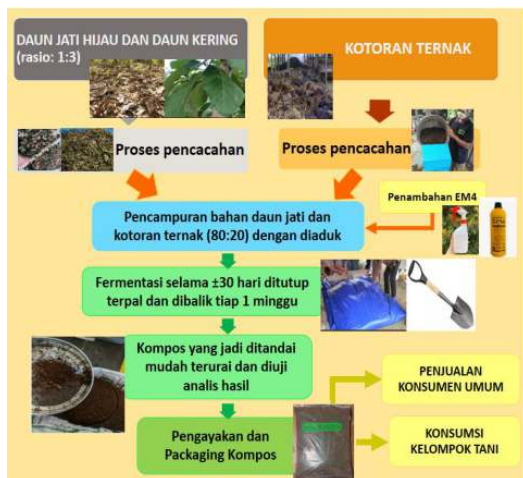 DAUN JATI HIJAU DAN DAUN KERING
(rasio: 1:3)
KOTORAN TERNAK
Proses pencacahan
Proses pencacahan
Penambahan EM4
Pencampuran bahan daun jati dan
kotoran ternak (80:20) dengan diaduk
Fermentasi selama ±30 hari ditutup
terpal dan dibalik tiap 1 minggu
Kompos yang jadi ditandai
mudah terurai dan diuji
analis hasil
PENJUALAN
KONSUMEN UMUM
Pengayakan dan
Packaging Kompos
KONSUMSI
KELOMPOK TANI